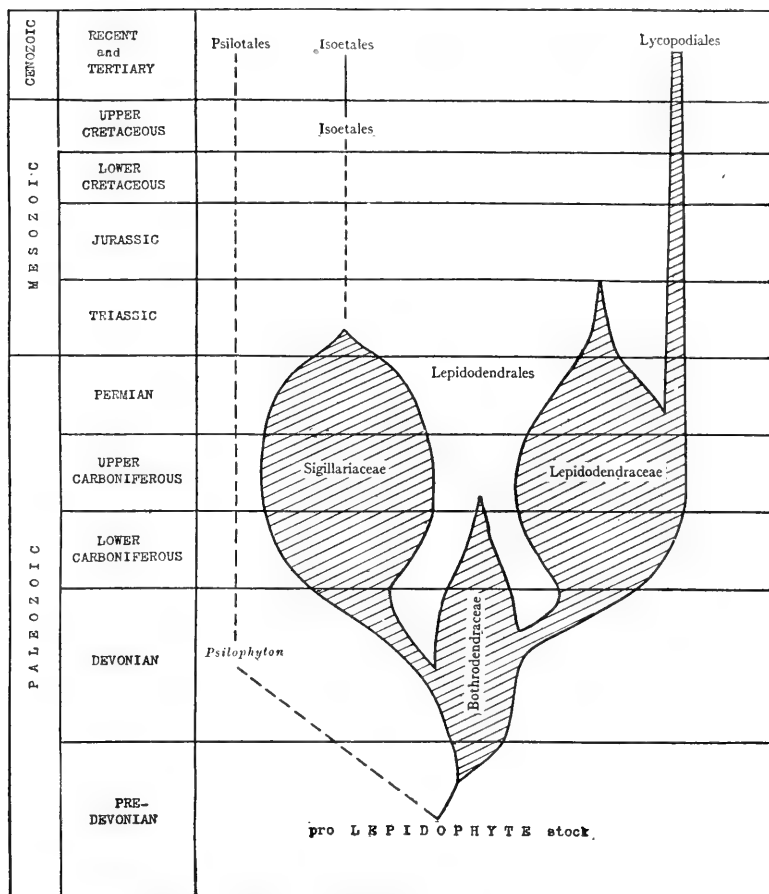 CENOZOIC
RECENT
and
TERTIARY
Psilotales
Isoetales
Lycopodiales
MESOZOIC
UPPER
CRETACEOUS
Isoetales
LOWER
CRETACEOUS
JURASSIC
TRIASSIC
PALEOZOIC
PERMIAN
Lepidodendrales
UPPER
CARBONIFEROUS
Sigillariaceae
Lepidodendraceae
LOWER
CARBONIFEROUS
DEVONIAN
Psilophyton
Bothrodendraceae
PRE-
DEVONIAN
pro LEPIDOPHYTE stock.